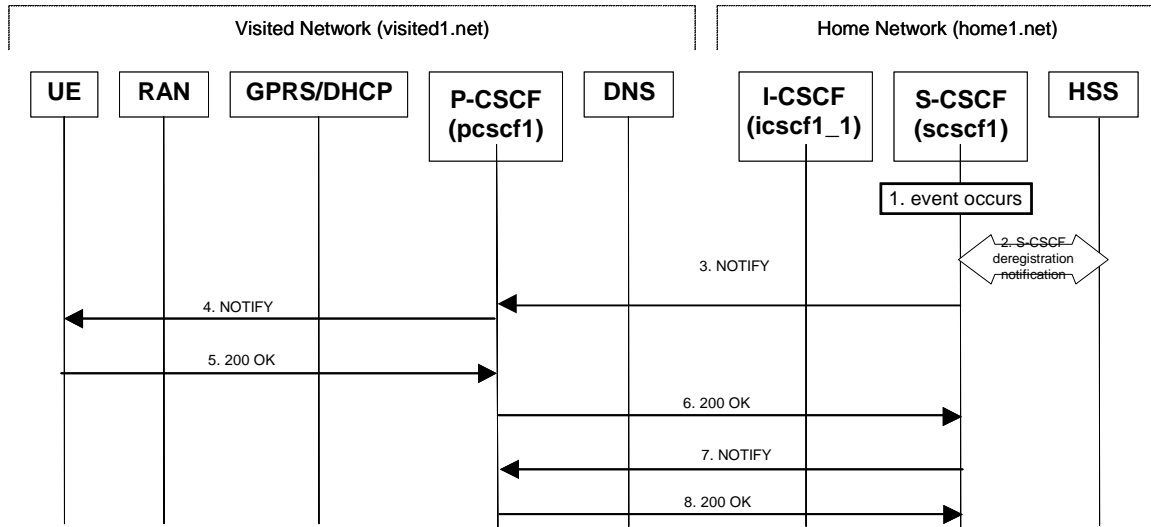 Visited Network (visited1.net)
Home Network (home1.net)
UE
RAN
GPRS/DHCP
P-CSCF
(pcscf1)
DNS
I-CSCF
(icscf1_1)
S-CSCF
(scscf1)
HSS
1. event occurs
2. S-CSCF
deregistration
notification
3. NOTIFY
4. NOTIFY
5. 200 OK
6. 200 OK
7. NOTIFY
8. 200 OK